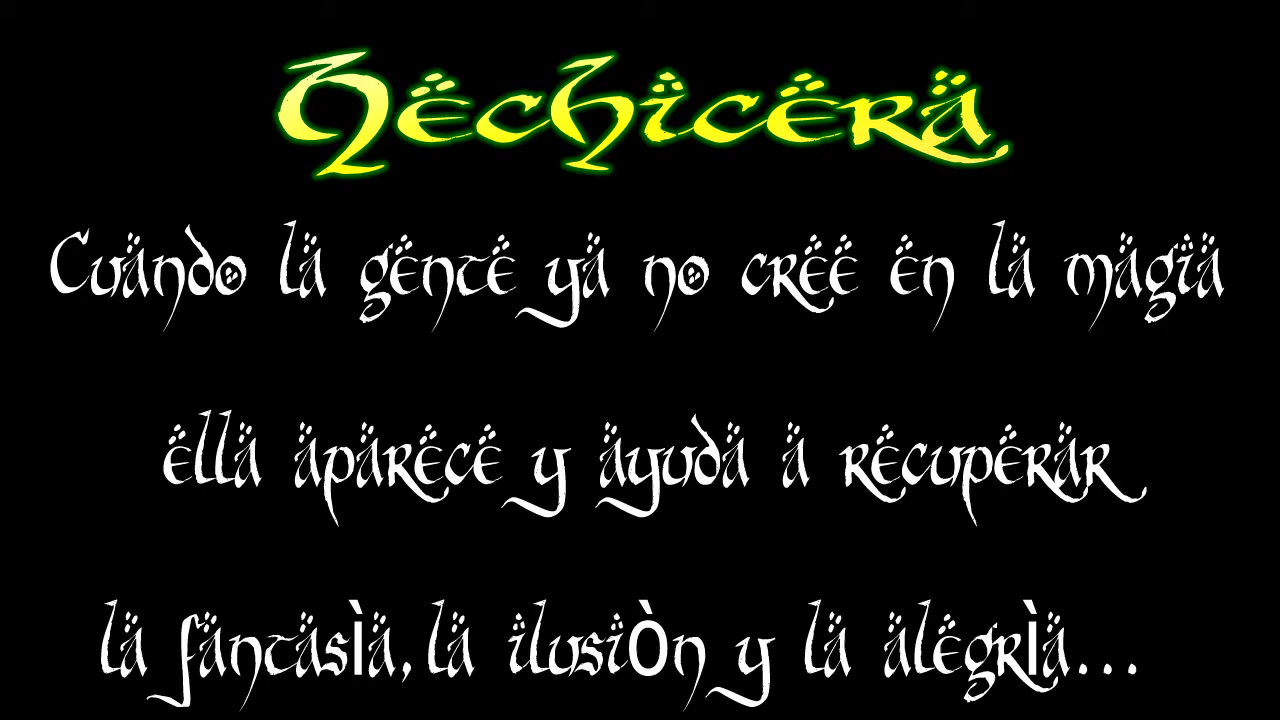 Hechicera
Cuando la gente ya no cree en la magia
ella aparece y ayuda a recuperar
la fantasìa, la ilusiòn y la alegrìa...